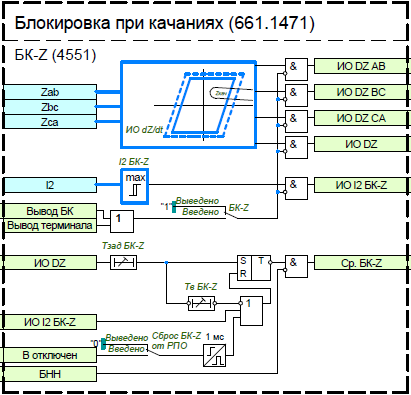 Блокировка при качаниях (661.1471)
БК-Z (4551)
Zab
Zbc
Zca
Zмин
ИО dZ/dt
&
ИО DZ AB
&
ИО DZ BC
&
ИО DZ CA
&
ИО DZ
I2 БК-Z
I2
max
&
ИО I2 БК-Z
Вывод БК
Вывод терминала
1
"1"
Выведено
Введено
БК-Z
ИО DZ
Tзад БК-Z
S T
R
&
Ср. БК-Z
Тв БК-Z
1
ИО I2 БК-Z
В отключен
"0"
Выведено
Введено
Сброс БК-Z
от РПО
1 мс
БНН